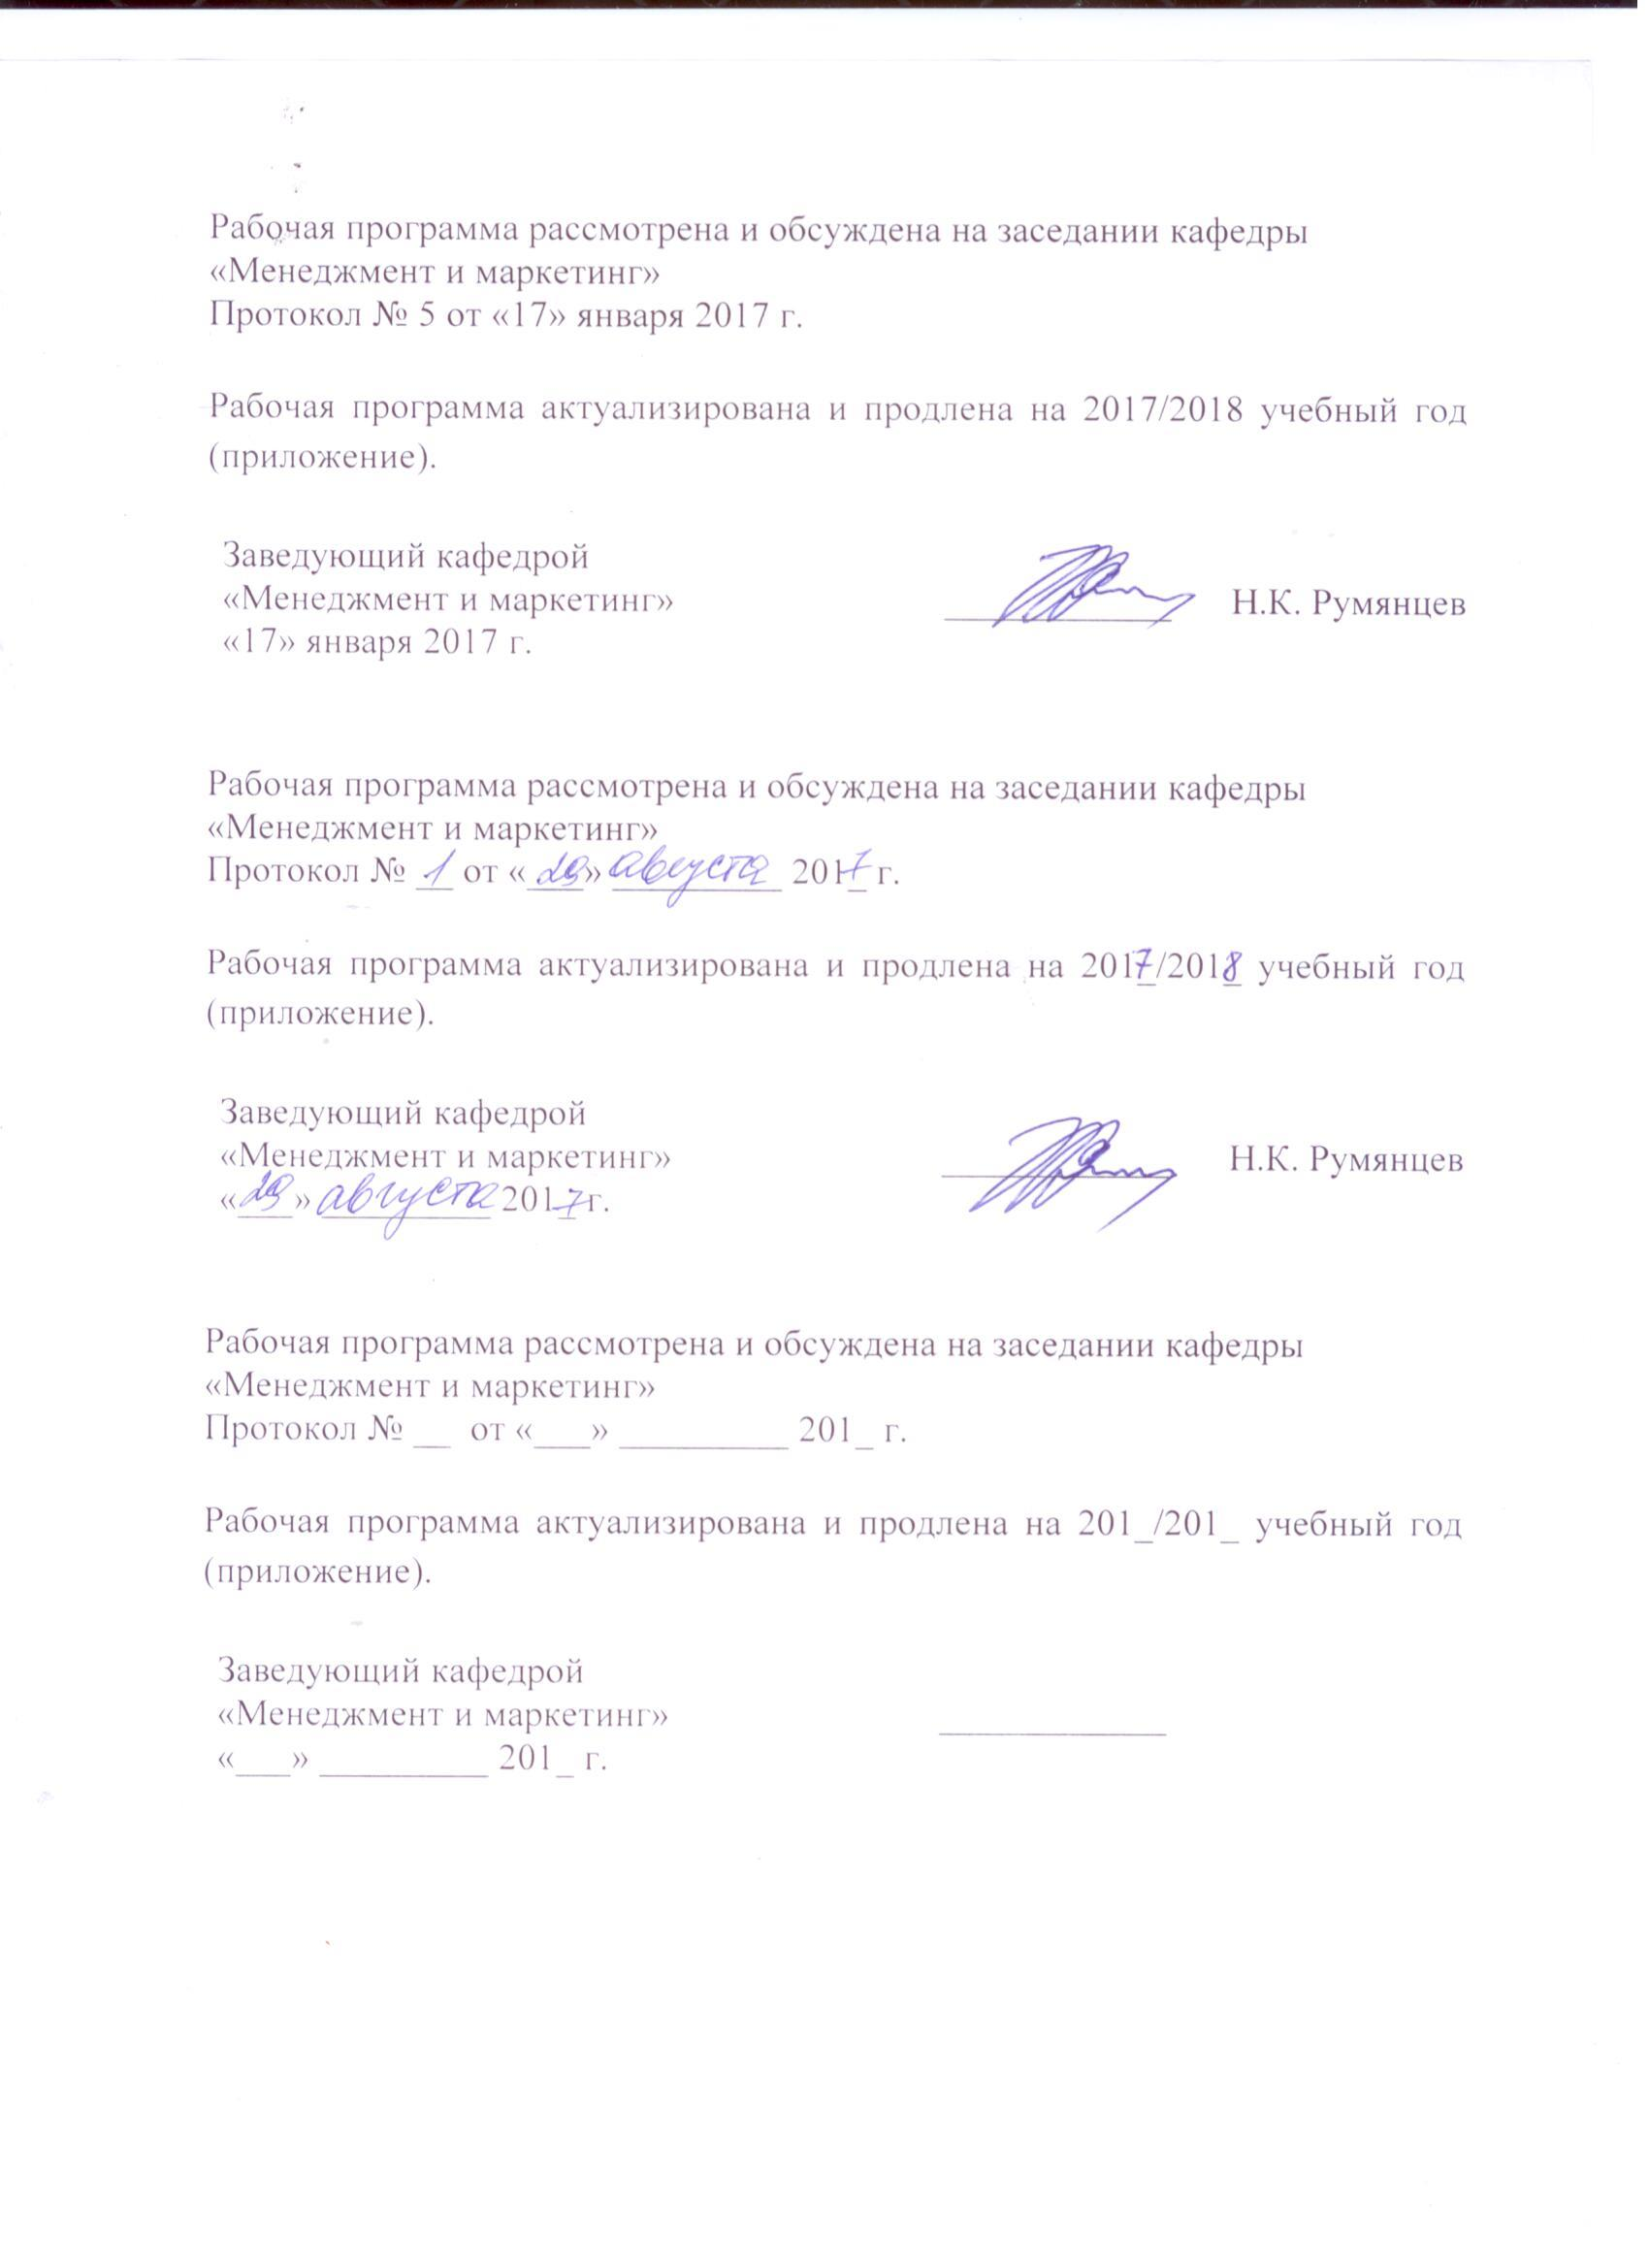 Рабочая программа рассмотрена и обсуждена на заседании кафедры
«Менеджмент и маркетинг»
Протокол № 5 от «17» января 2017 г.
Рабочая программа актуализирована и продлена на 2017/2018 учебный год
(приложение).
Заведующий кафедрой
«Менеджмент и маркетинг» Н.К. Румянцев
«17» января 2017 г.
Рабочая программа рассмотрена и обсуждена на заседании кафедры
«Менеджмент и маркетинг»
Протокол № 1 от «29» августа 2017 г.
Рабочая программа актуализирована и продлена на 2017/2018 учебный год
(приложение).
Заведующий кафедрой
«Менеджмент и маркетинг» Н.К. Румянцев
«29» августа 2017 г.
Рабочая программа рассмотрена и обсуждена на заседании кафедры
«Менеджмент и маркетинг»
Протокол № __ от «___» _________ 201_ г.
Рабочая программа актуализирована и продлена на 201_/201_ учебный год
(приложение).
Заведующий кафедрой
«Менеджмент и маркетинг» ____________
«___» _________ 201_ г.